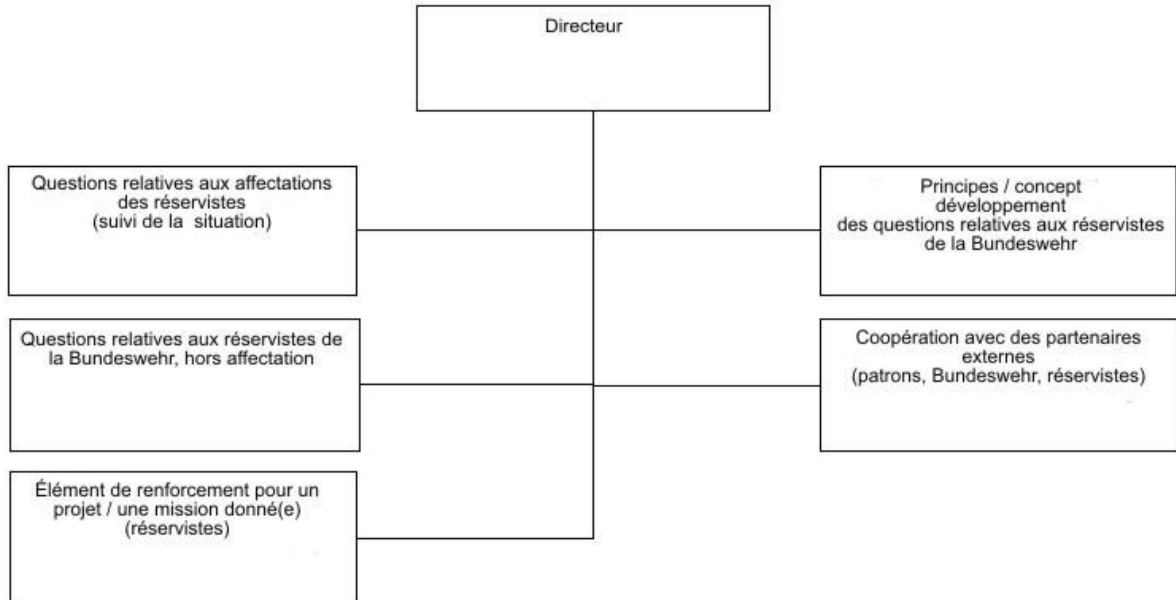 Directeur
Questions relatives aux affectations
des réservistes
(suivi de la situation)
Principes / concept
développement
des questions relatives aux réservistes
de la Bundeswehr
Questions relatives aux réservistes de
la Bundeswehr, hors affectation
Coopération avec des partenaires
externes
(patrons, Bundeswehr, réservistes)
Élément de renforcement pour un
projet / une mission donné(e)
(réservistes)